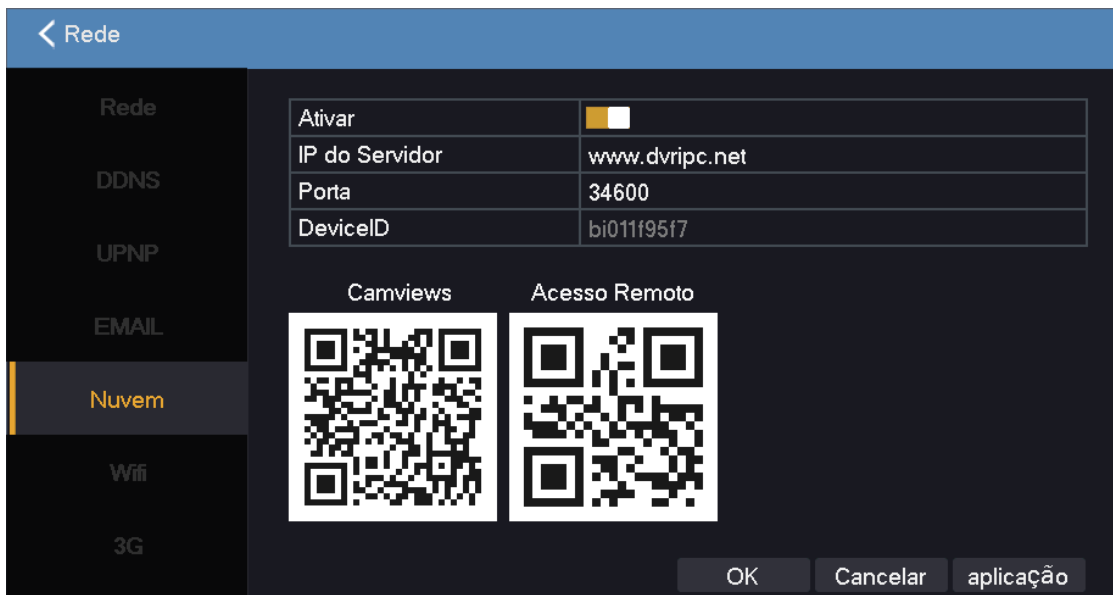 Rede
Rede
DDNS
UPNP
EMAIL
Nuvem
Wifi
3G
Ativar
IP do Servidor www.dvripc.net
Porta 34600
DeviceID bi011f95f7
Camviews Acesso Remoto
OK Cancelar aplicação